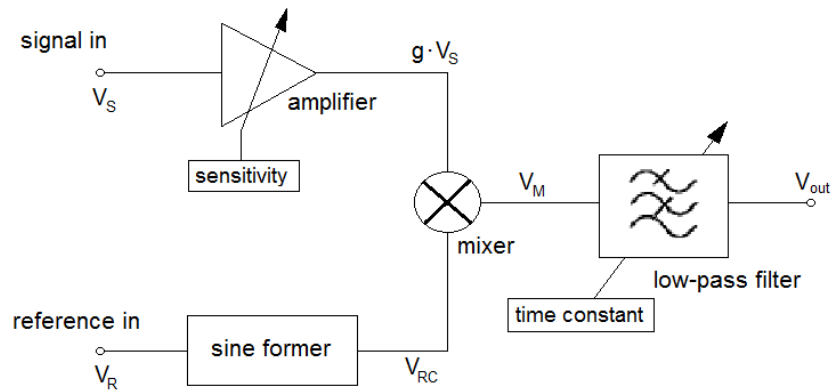 signal in
V_S
amplifier
g · V_S
sensitivity
mixer
V_M
V_out
low-pass filter
time constant
reference in
V_R
sine former
V_RC